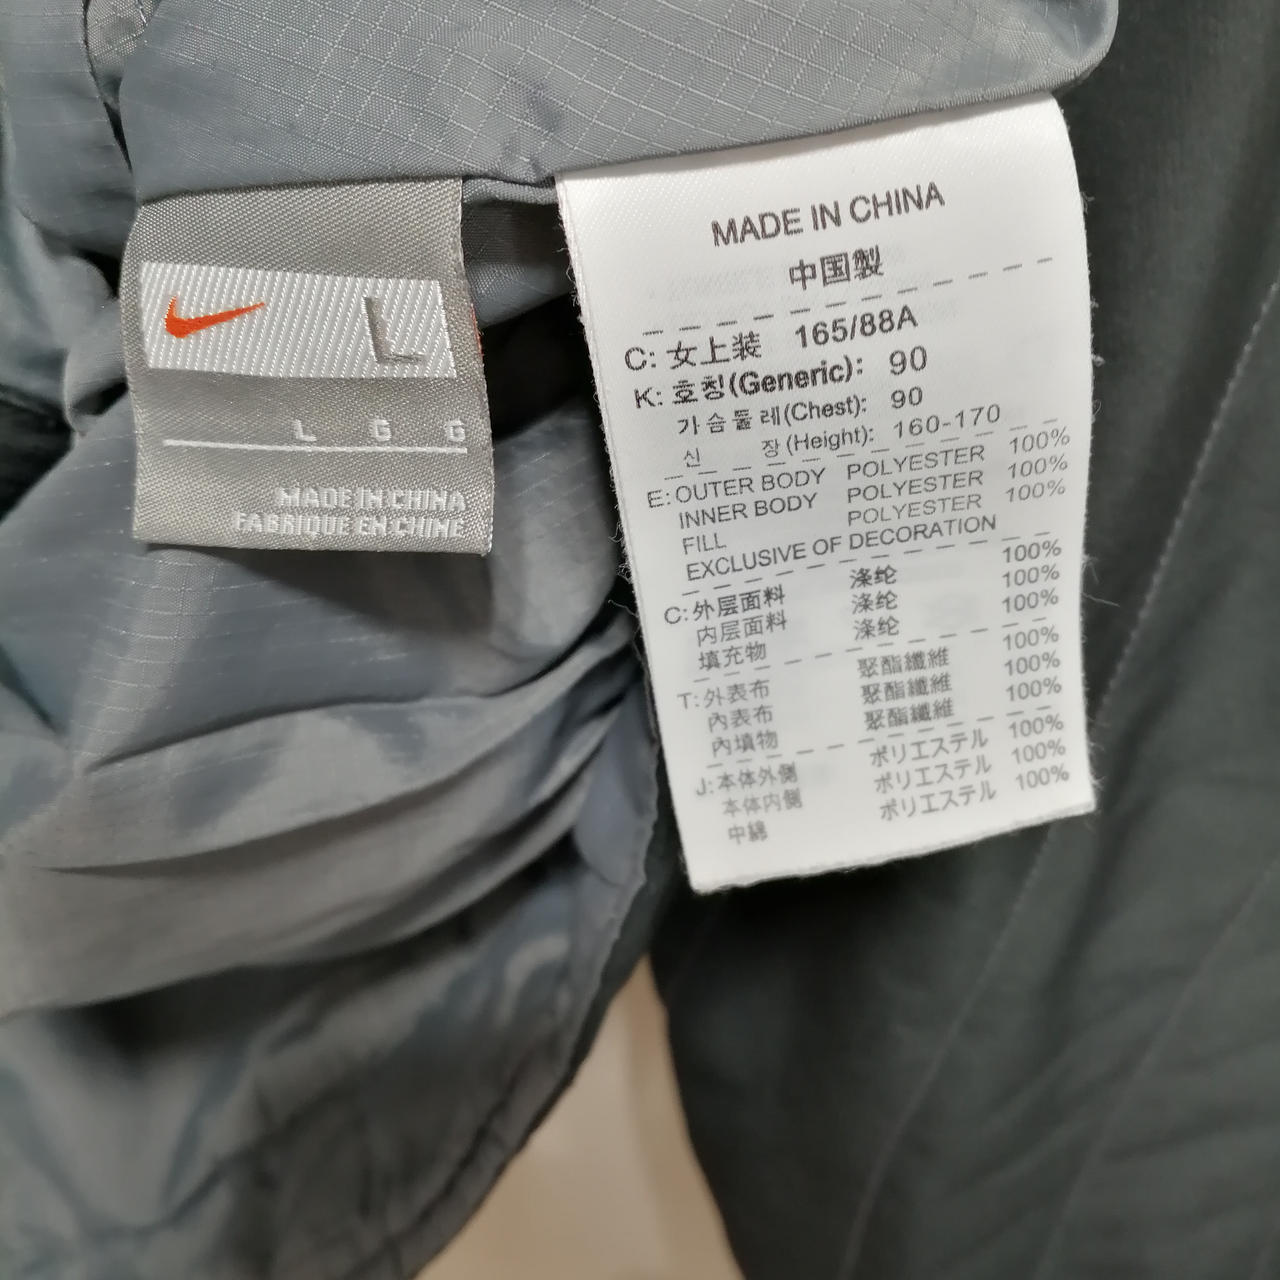 L
L G G
MADE IN CHINA
FABRIQUE EN CHINE
MADE IN CHINA
中国製
C: 女上装 165/88A
K: 호칭(Generic): 90
가슴둘레(Chest): 90
신 장(Height): 160-170
E: OUTER BODY POLYESTER 100%
INNER BODY POLYESTER 100%
FILL POLYESTER 100%
EXCLUSIVE OF DECORATION
C: 外层面料 涤纶 100%
内层面料 涤纶 100%
填充物 涤纶 100%
T: 外表布 聚酯纖維 100%
內表布 聚酯纖維 100%
內填物 聚酯纖維 100%
J: 本体外側 ポリエステル 100%
本体内側 ポリエステル 100%
中綿 ポリエステル 100%